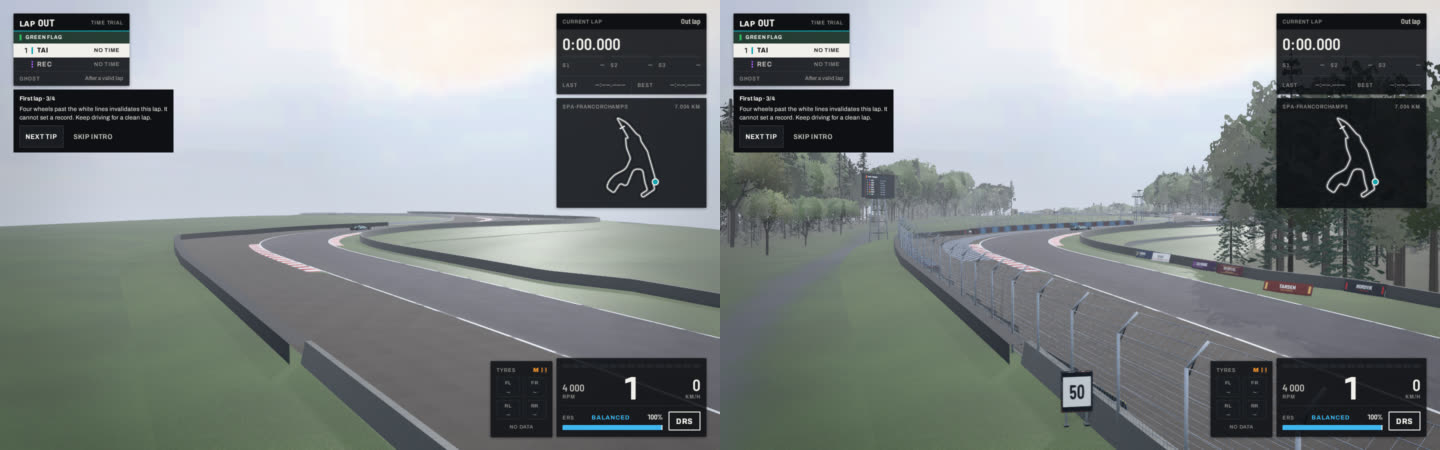 LAP OUT TIME TRIAL
GREEN FLAG
1 TAI NO TIME
REC NO TIME
GHOST After a valid lap
First lap · 3/4
Four wheels past the white lines invalidates this lap. It
cannot set a record. Keep driving for a clean lap.
NEXT TIP SKIP INTRO
CURRENT LAP Out lap
0:00.000
S1 — S2 — S3 —
LAST —:——.——— BEST —:——.———
SPA-FRANCORCHAMPS 7.004 KM
TYRES M
FL FR
RL RR
NO DATA
4 000
RPM
1
0
KM/H
ERS BALANCED 100%
DRS
LAP OUT TIME TRIAL
GREEN FLAG
1 TAI NO TIME
REC NO TIME
GHOST After a valid lap
First lap · 3/4
Four wheels past the white lines invalidates this lap. It
cannot set a record. Keep driving for a clean lap.
NEXT TIP SKIP INTRO
CURRENT LAP Out lap
0:00.000
S1 — S2 — S3 —
LAST —:——.——— BEST —:——.———
SPA-FRANCORCHAMPS 7.004 KM
50
TYRES M
FL FR
RL RR
NO DATA
4 000
RPM
1
0
KM/H
ERS BALANCED 100%
DRS